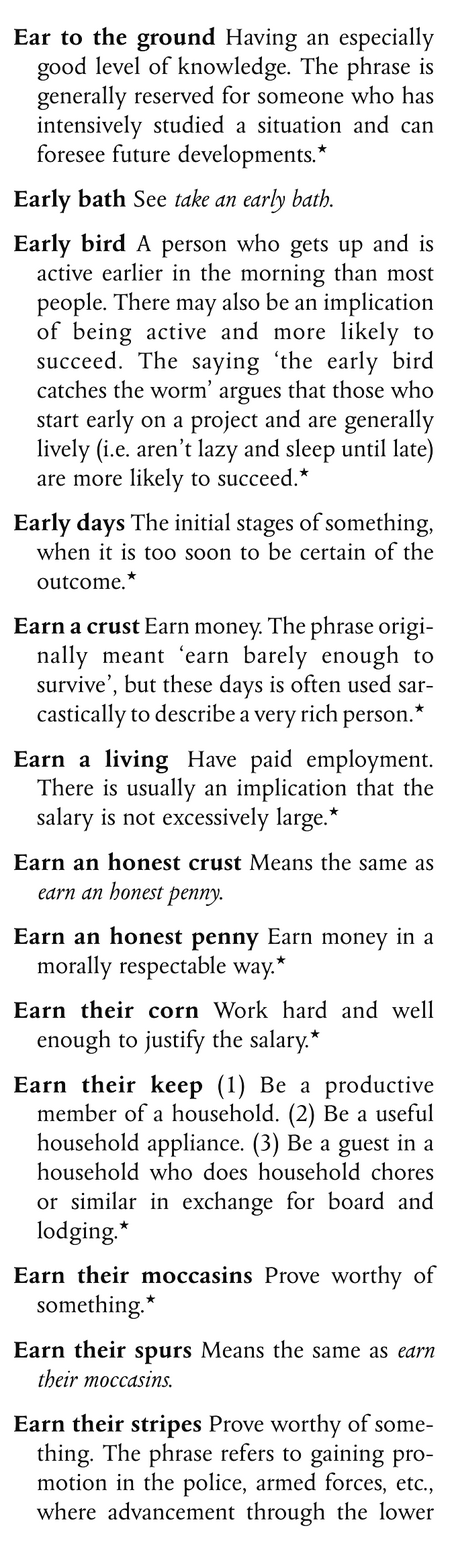 Ear to the ground Having an especially
good level of knowledge. The phrase is
generally reserved for someone who has
intensively studied a situation and can
foresee future developments.★
Early bath See take an early bath.
Early bird A person who gets up and is
active earlier in the morning than most
people. There may also be an implication
of being active and more likely to
succeed. The saying ‘the early bird
catches the worm’ argues that those who
start early on a project and are generally
lively (i.e. aren’t lazy and sleep until late)
are more likely to succeed.★
Early days The initial stages of something,
when it is too soon to be certain of the
outcome.★
Earn a crust Earn money. The phrase origi-
nally meant ‘earn barely enough to
survive’, but these days is often used sar-
castically to describe a very rich person.★
Earn a living Have paid employment.
There is usually an implication that the
salary is not excessively large.★
Earn an honest crust Means the same as
earn an honest penny.
Earn an honest penny Earn money in a
morally respectable way.★
Earn their corn Work hard and well
enough to justify the salary.★
Earn their keep (1) Be a productive
member of a household. (2) Be a useful
household appliance. (3) Be a guest in a
household who does household chores
or similar in exchange for board and
lodging.★
Earn their moccasins Prove worthy of
something.★
Earn their spurs Means the same as earn
their moccasins.
Earn their stripes Prove worthy of some-
thing. The phrase refers to gaining pro-
motion in the police, armed forces, etc.,
where advancement through the lower